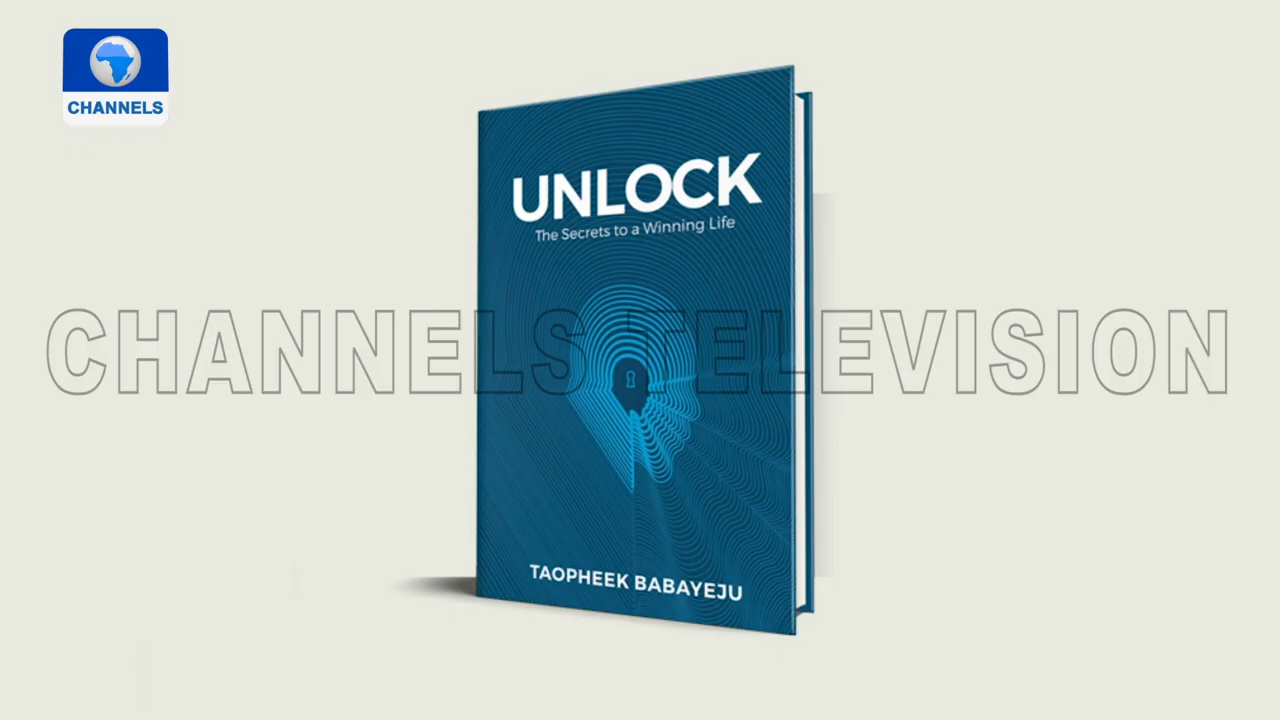 CHANNELS
UNLOCK
The Secrets to a Winning Life
CHANNELS TELEVISION
TAOPHEEK BABAYEJU